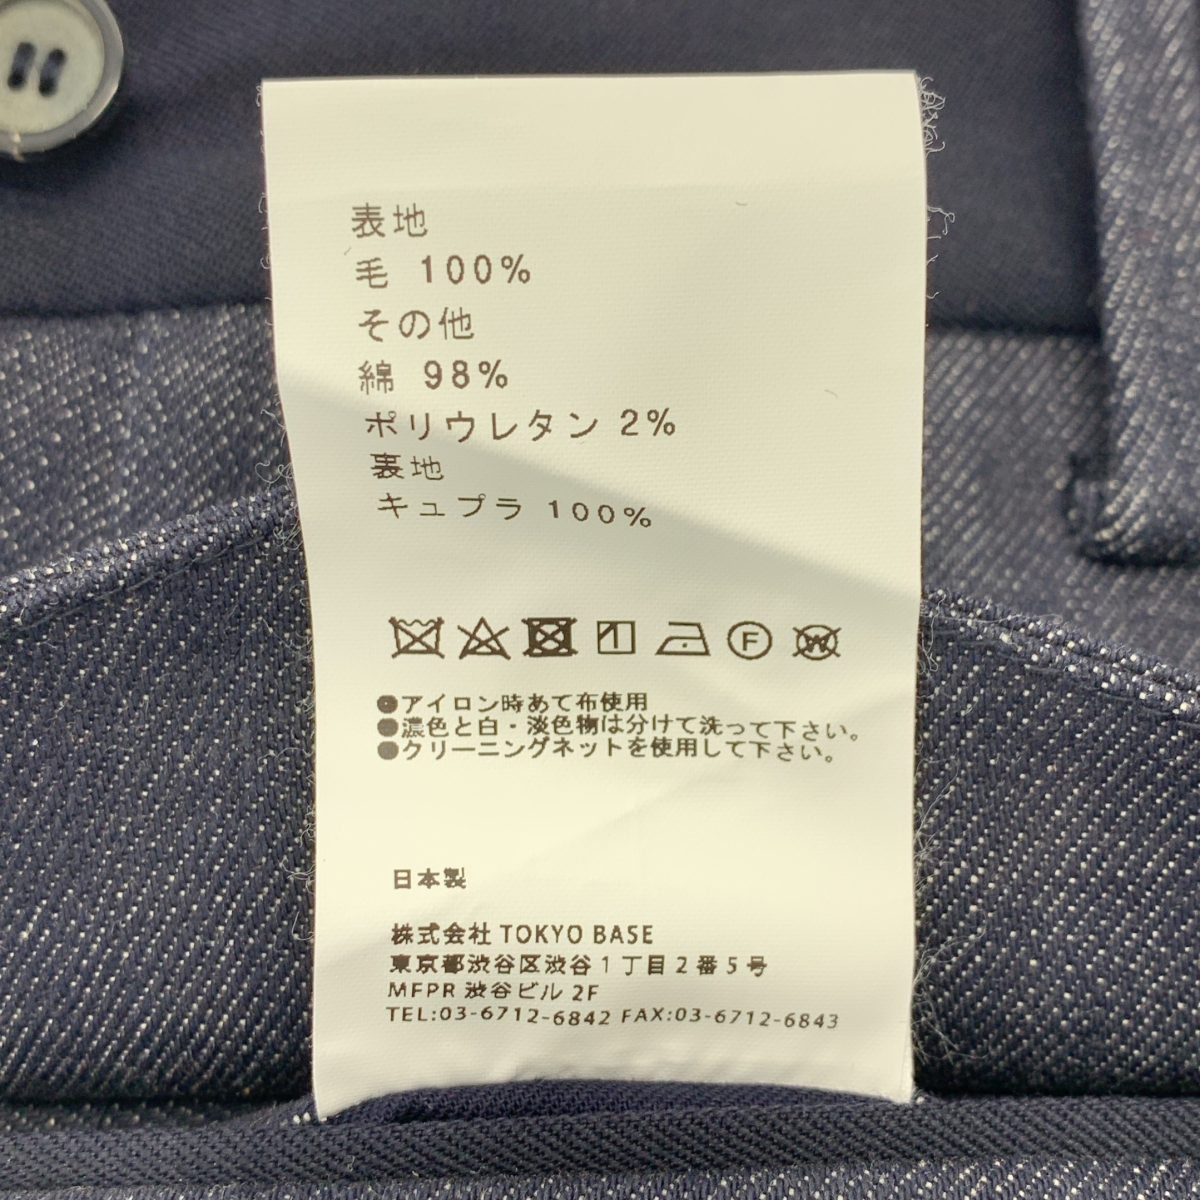 表地
毛 100%
その他
綿 98%
ポリウレタン 2%
裏地
キュプラ 100%
F W
●アイロン時あて布使用
●濃色と白・淡色物は分けて洗って下さい。
●クリーニングネットを使用して下さい。
日本製
株式会社 TOKYO BASE
東京都渋谷区渋谷1丁目2番5号
MFPR 渋谷ビル 2F
TEL:03-6712-6842 FAX:03-6712-6843